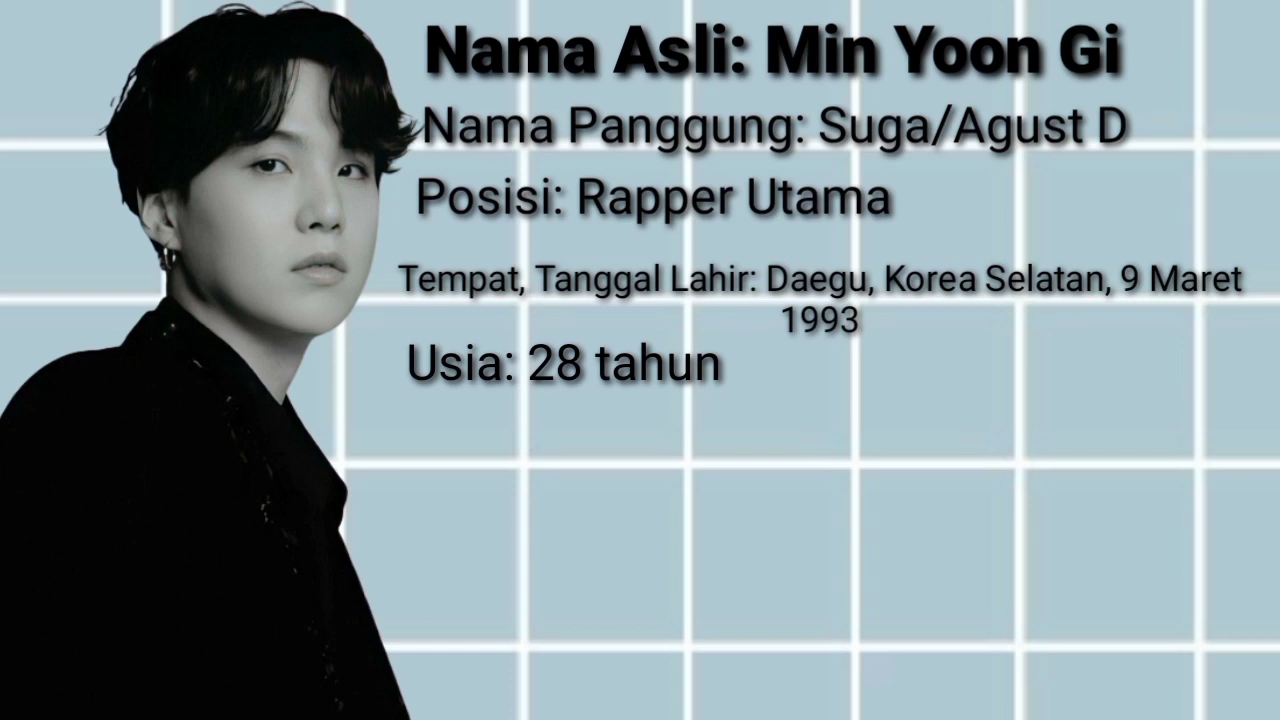 Nama Asli: Min Yoon Gi
Nama Panggung: Suga/Agust D
Posisi: Rapper Utama
Tempat, Tanggal Lahir: Daegu, Korea Selatan, 9 Maret
1993
Usia: 28 tahun